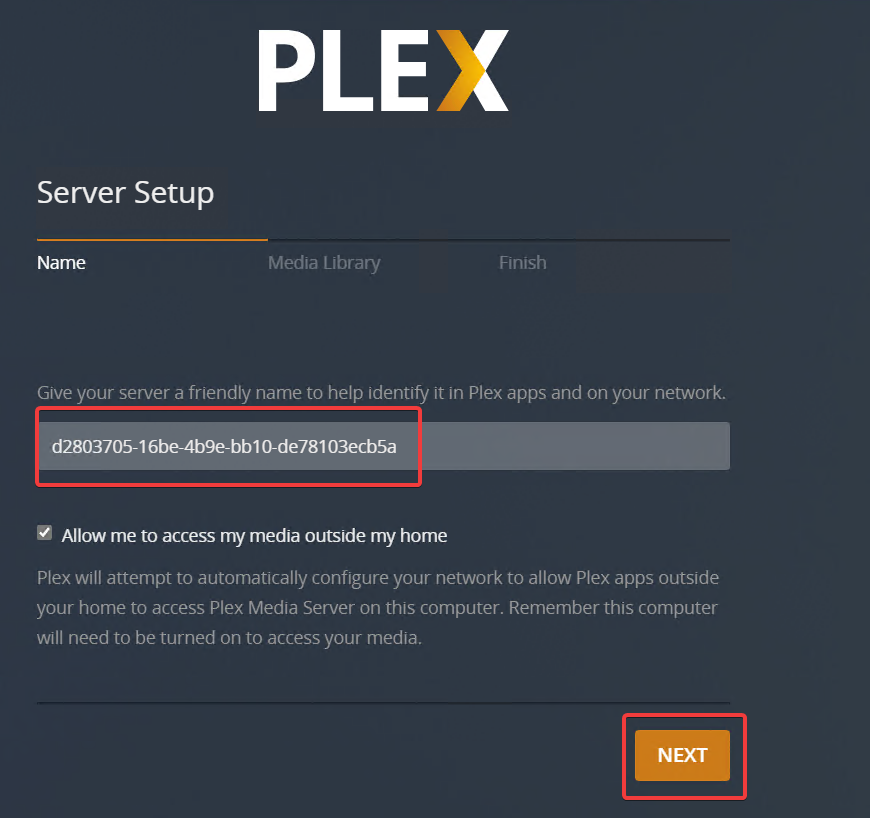 PLEX
Server Setup
Name Media Library Finish
Give your server a friendly name to help identify it in Plex apps and on your network.
d2803705-16be-4b9e-bb10-de78103ecb5a
Allow me to access my media outside my home
Plex will attempt to automatically configure your network to allow Plex apps outside
your home to access Plex Media Server on this computer. Remember this computer
will need to be turned on to access your media.
NEXT